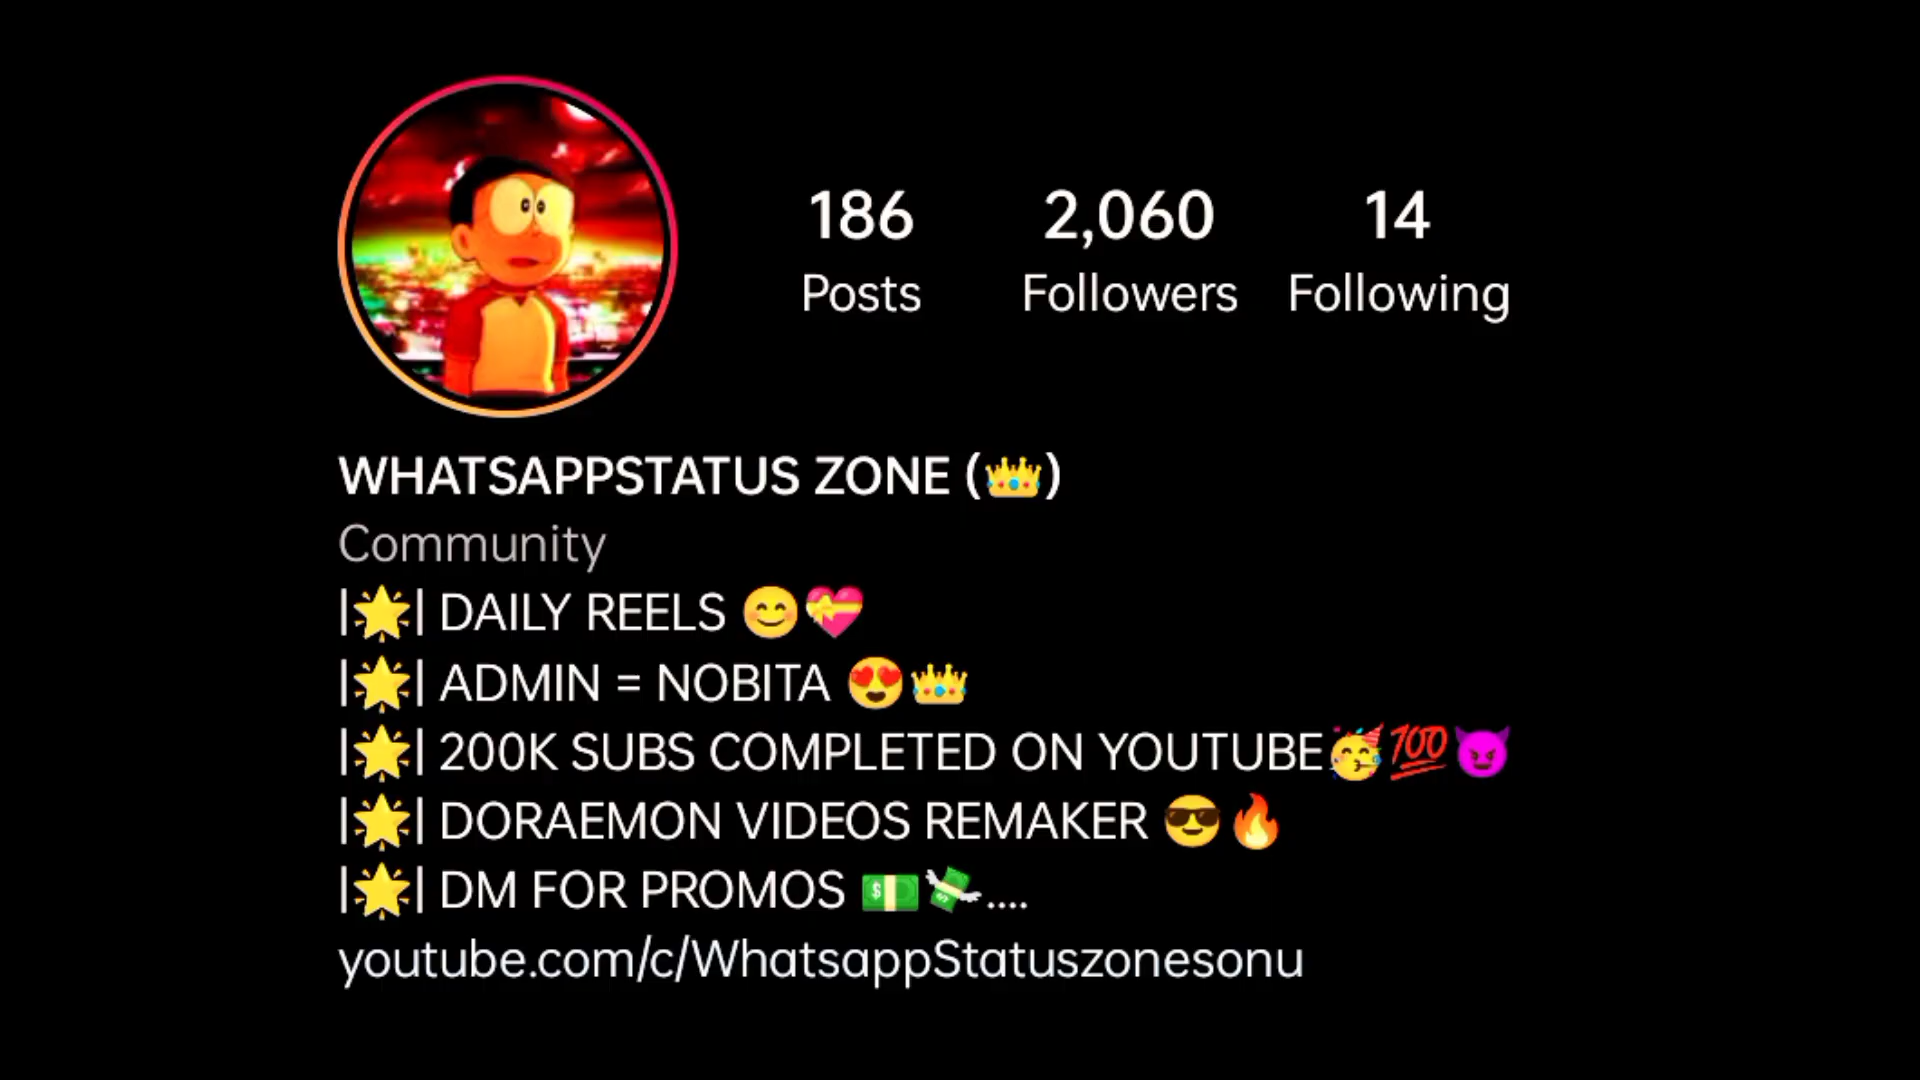 186 2,060 14
Posts Followers Following
WHATSAPPSTATUS ZONE (👑)
Community
|🌟| DAILY REELS 😊💝
|🌟| ADMIN = NOBITA 😍👑
|🌟| 200K SUBS COMPLETED ON YOUTUBE🥳💯😈
|🌟| DORAEMON VIDEOS REMAKER 😎🔥
|🌟| DM FOR PROMOS 💵💸....
youtube.com/c/WhatsappStatuszonesonu